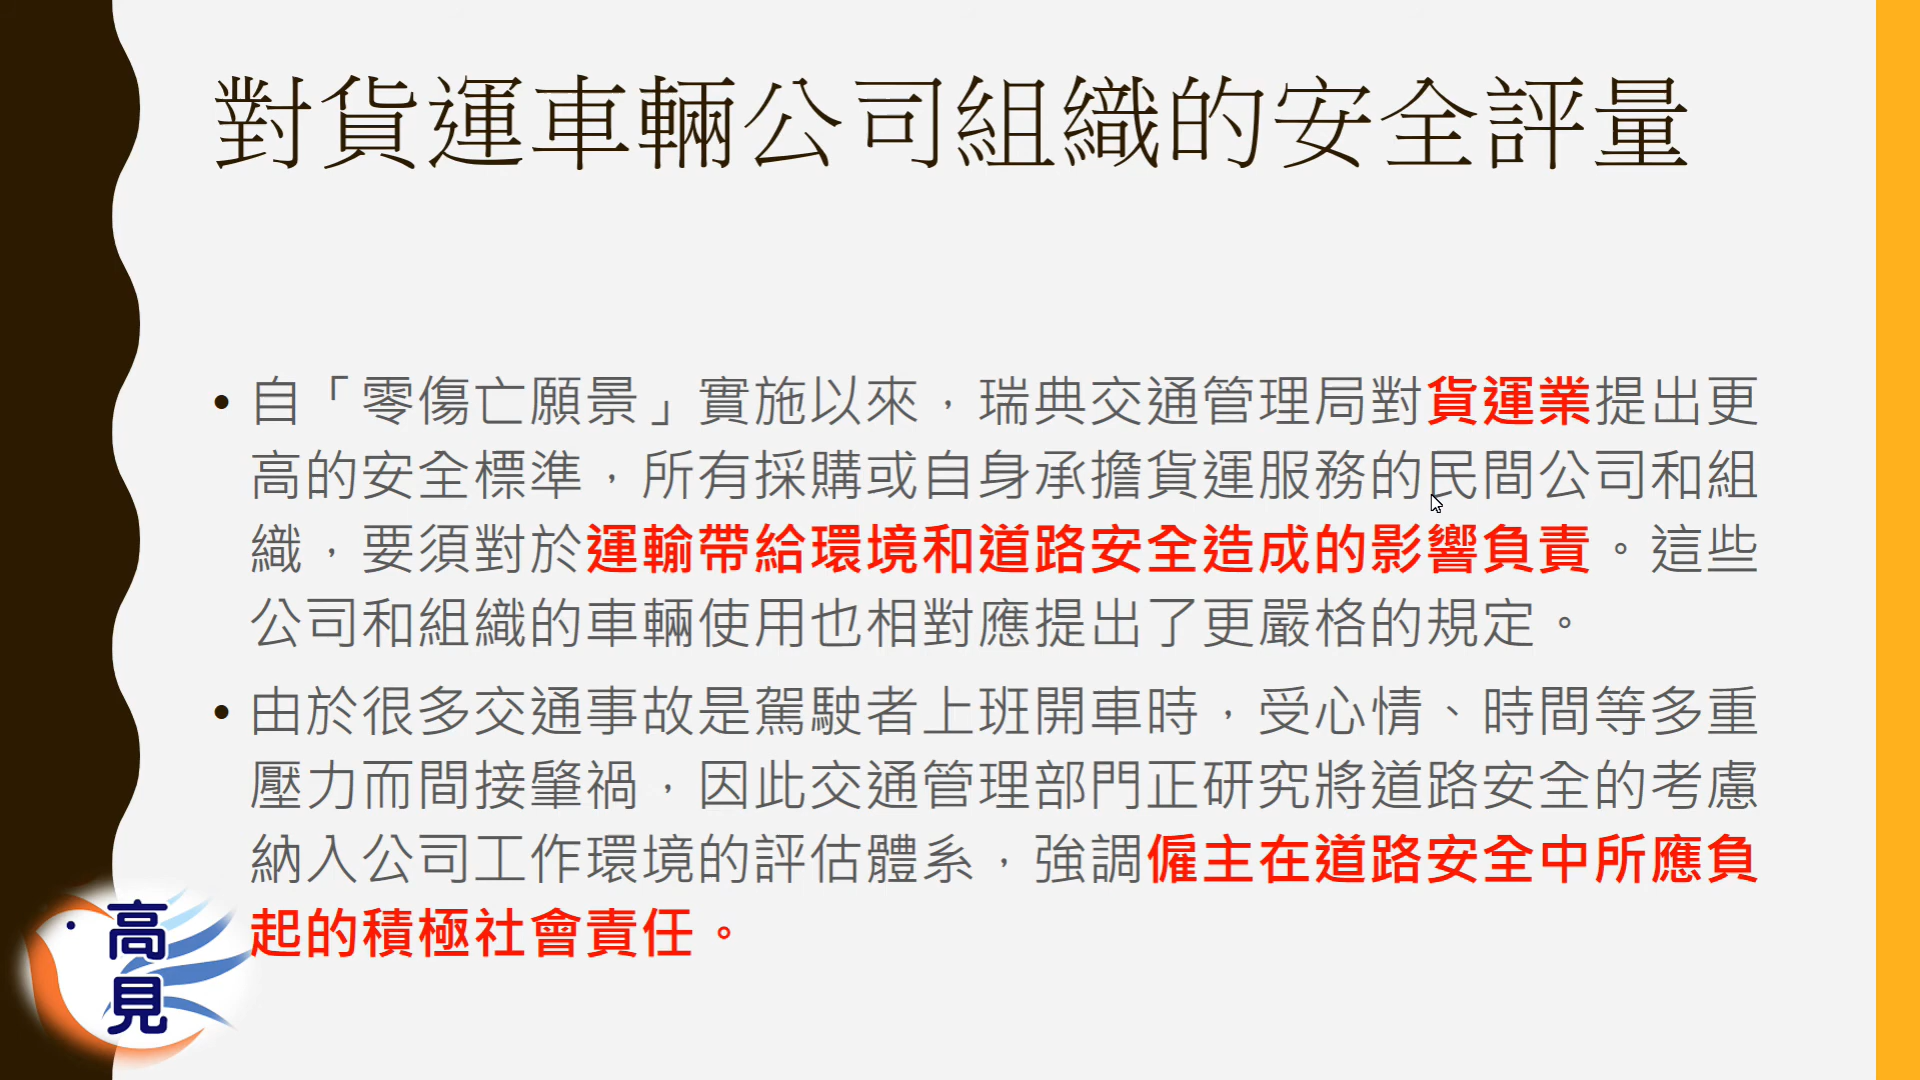 對貨運車輛公司組織的安全評量
• 自「零傷亡願景」實施以來，瑞典交通管理局對貨運業提出更
高的安全標準，所有採購或自身承擔貨運服務的民間公司和組
織，要須對於運輸帶給環境和道路安全造成的影響負責。這些
公司和組織的車輛使用也相對應提出了更嚴格的規定。
• 由於很多交通事故是駕駛者上班開車時，受心情、時間等多重
壓力而間接肇禍，因此交通管理部門正研究將道路安全的考慮
納入公司工作環境的評估體系，強調僱主在道路安全中所應負
起的積極社會責任。
高
見